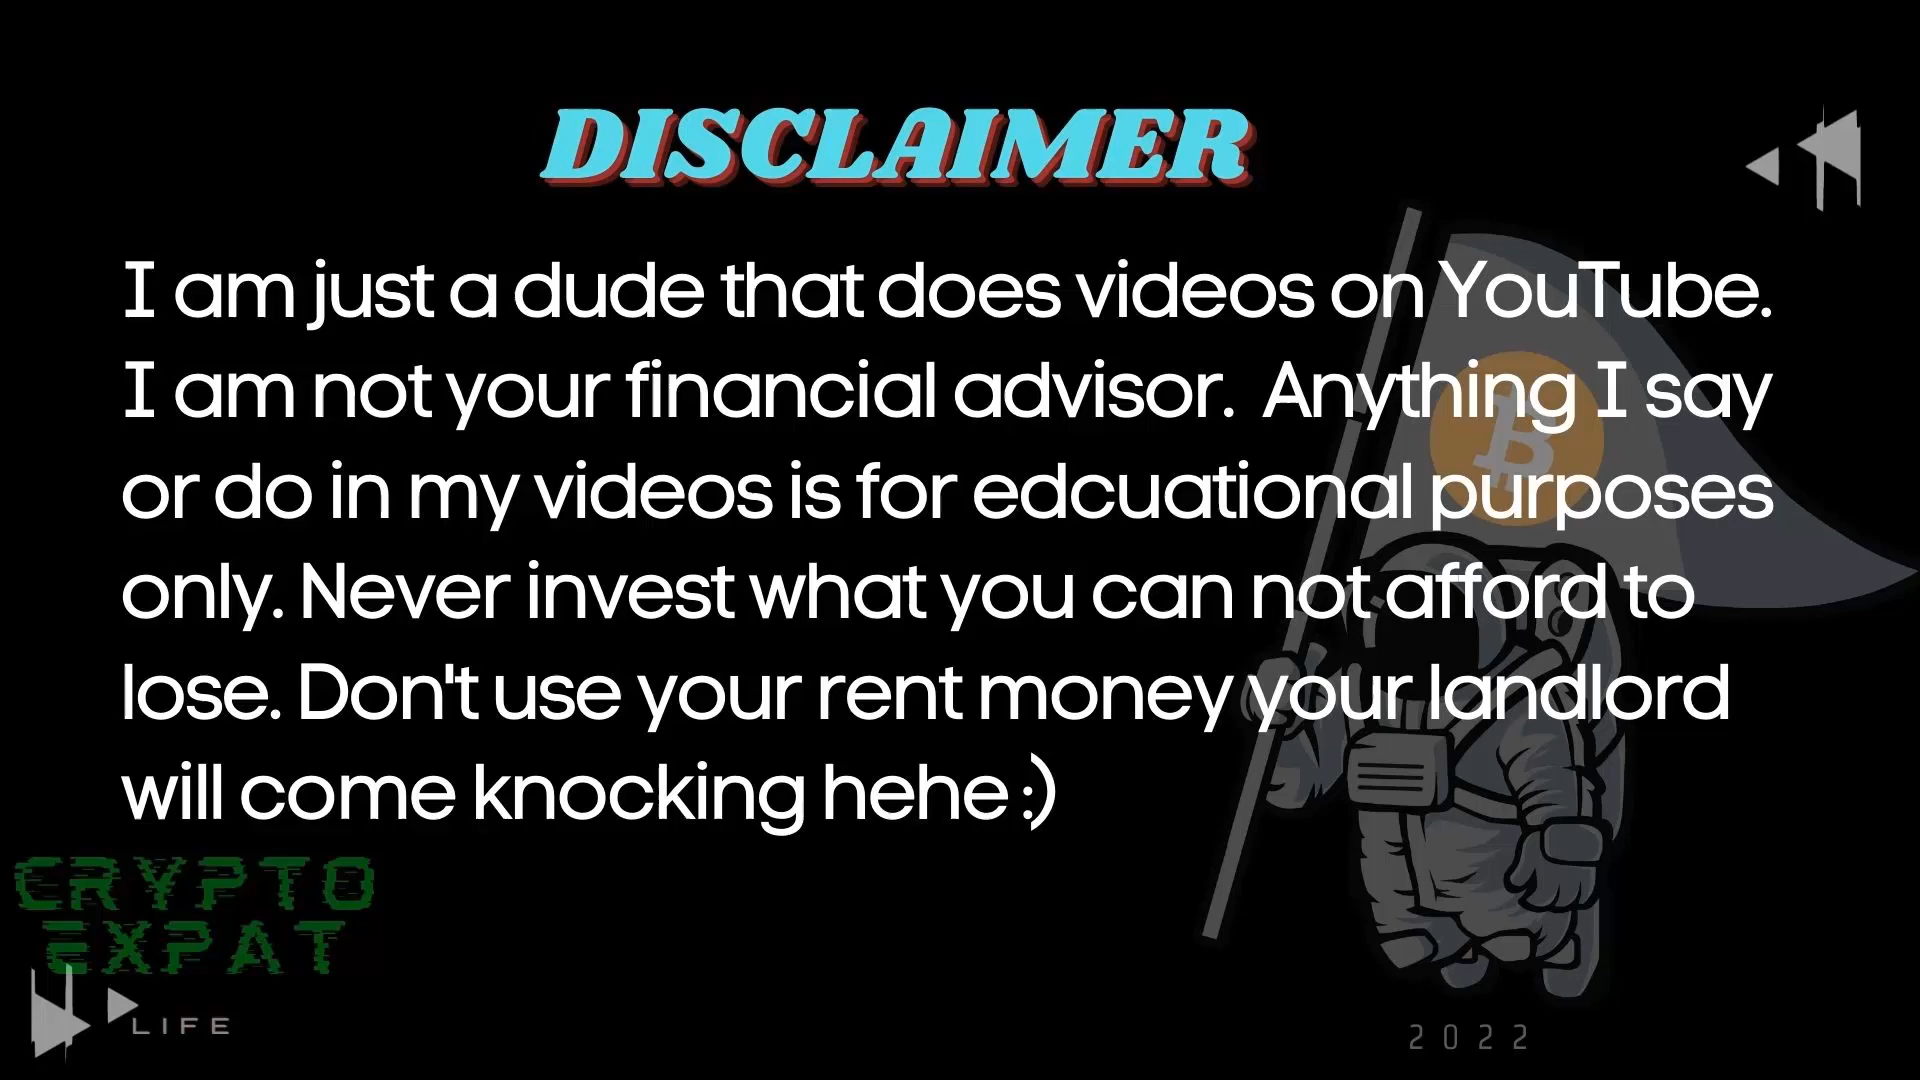 DISCLAIMER
I am just a dude that does videos on YouTube.
I am not your financial advisor. Anything I say
or do in my videos is for edcuational purposes
only. Never invest what you can not afford to
lose. Don't use your rent money your landlord
will come knocking hehe :)
CRYPTO
EXPAT
LIFE
2022